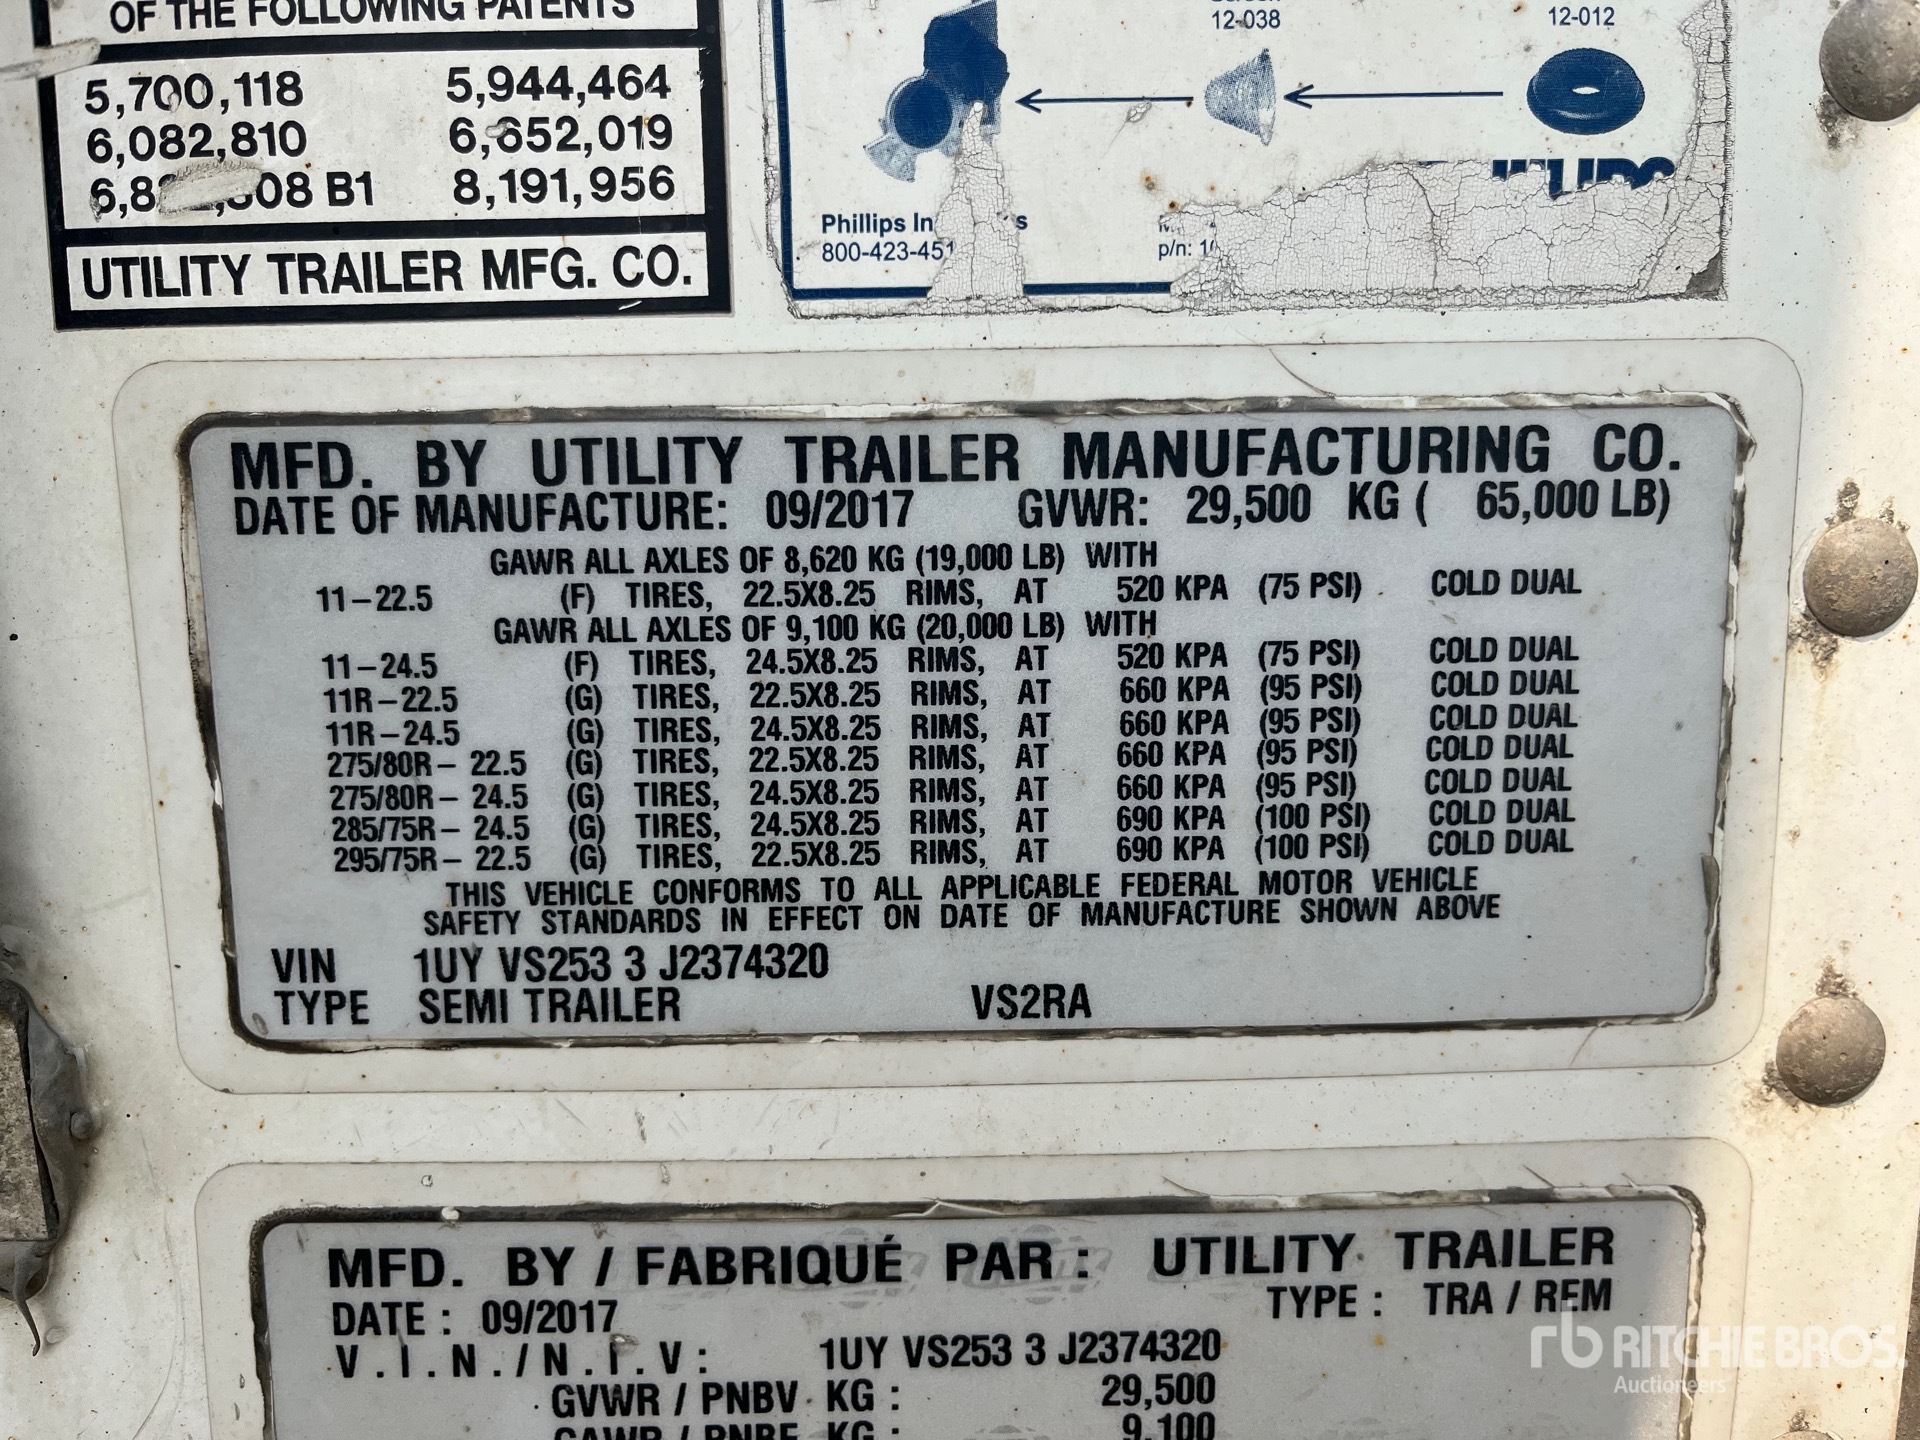 OF THE FOLLOWING PATENTS
5,700,118 5,944,464
6,082,810 6,652,019
B1 8,191,956
UTILITY TRAILER MFG. CO.
12-038 12-012
Phillips
800-423-451
p/n:
MFD. BY UTILITY TRAILER MANUFACTURING CO.
DATE OF MANUFACTURE: 09/2017 GVWR: 29,500 KG ( 65,000 LB)
GAWR ALL AXLES OF 8,620 KG (19,000 LB) WITH
11-22.5 (F) TIRES, 22.5X8.25 RIMS, AT 520 KPA (75 PSI) COLD DUAL
GAWR ALL AXLES OF 9,100 KG (20,000 LB) WITH
11-24.5 (F) TIRES, 24.5X8.25 RIMS, AT 520 KPA (75 PSI) COLD DUAL
11R-22.5 (G) TIRES, 22.5X8.25 RIMS, AT 660 KPA (95 PSI) COLD DUAL
11R-24.5 (G) TIRES, 24.5X8.25 RIMS, AT 660 KPA (95 PSI) COLD DUAL
275/80R- 22.5 (G) TIRES, 22.5X8.25 RIMS, AT 660 KPA (95 PSI) COLD DUAL
275/80R- 24.5 (G) TIRES, 24.5X8.25 RIMS, AT 660 KPA (95 PSI) COLD DUAL
285/75R- 24.5 (G) TIRES, 24.5X8.25 RIMS, AT 690 KPA (100 PSI) COLD DUAL
295/75R- 22.5 (G) TIRES, 22.5X8.25 RIMS, AT 690 KPA (100 PSI) COLD DUAL
THIS VEHICLE CONFORMS TO ALL APPLICABLE FEDERAL MOTOR VEHICLE
SAFETY STANDARDS IN EFFECT ON DATE OF MANUFACTURE SHOWN ABOVE
VIN 1UY VS253 3 J2374320
TYPE SEMI TRAILER VS2RA
MFD. BY / FABRIQUÉ PAR : UTILITY TRAILER
DATE : 09/2017 TYPE : TRA / REM
V.I.N./N.I.V: 1UY VS253 3 J2374320
GVWR / PNBV KG : 29,500
GAWR / PNBE KG : 9,100
rb RITCHIE BROS.
Auctioneers